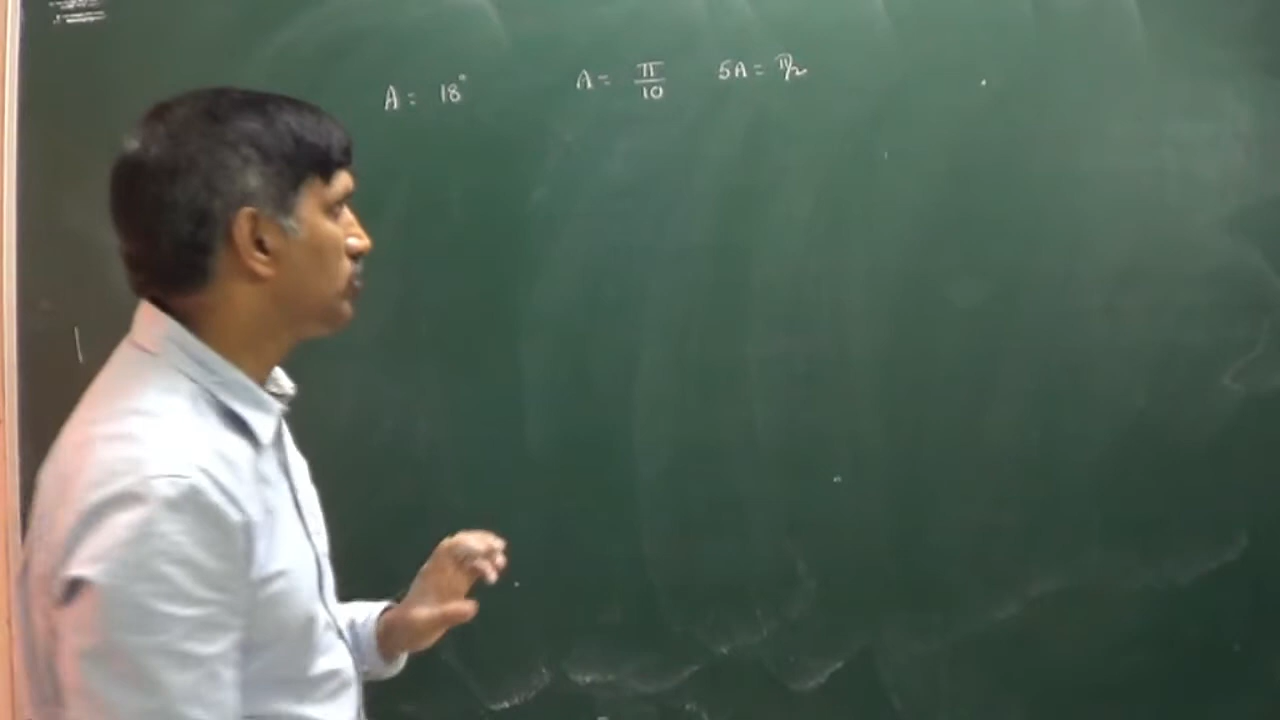 A = 18° A = π/10 5A = π/2